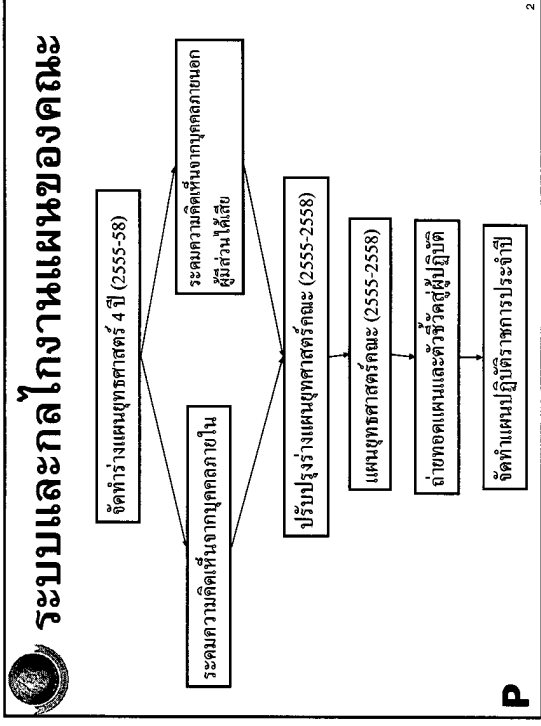 ระบบและกลไกงานแผนของคณะ
จัดทำร่างแผนยุทธศาสตร์ 4 ปี (2555-58)
ระดมความคิดเห็นจากบุคคลภายใน
ระดมความคิดเห็นจากบุคคลภายนอก
ผู้มีส่วนได้เสีย
ปรับปรุงร่างแผนยุทศาสตร์คณะ (2555-2558)
แผนยุทธศาสตร์คณะ (2555-2558)
ถ่ายทอดแผนและตัวชี้วัดสู่ผู้ปฏิบัติ
จัดทำแผนปฏิบัติราชการประจำปี
P
2